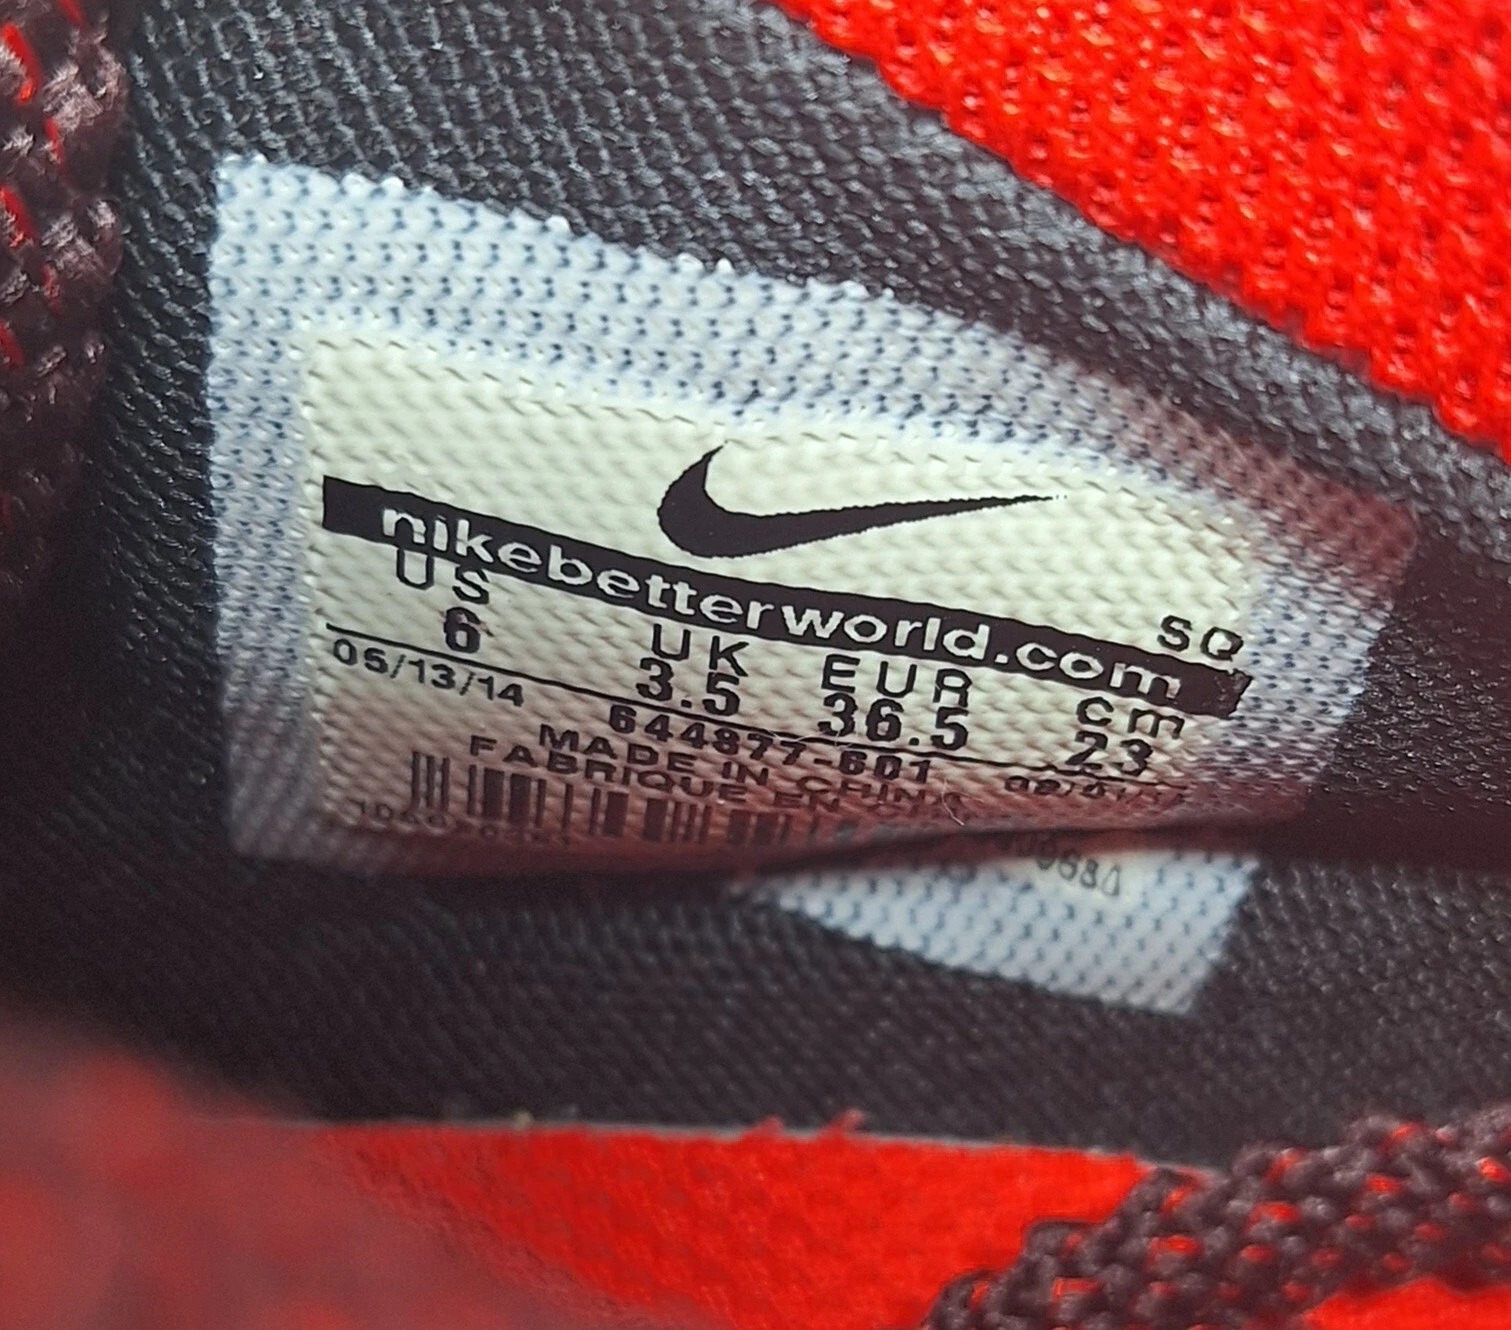 nikebetterworld.com SQ
US UK EUR cm
6 3.5 36.5 23
05/13/14 644877-601
MADE IN CHINA
FABRIQUE EN